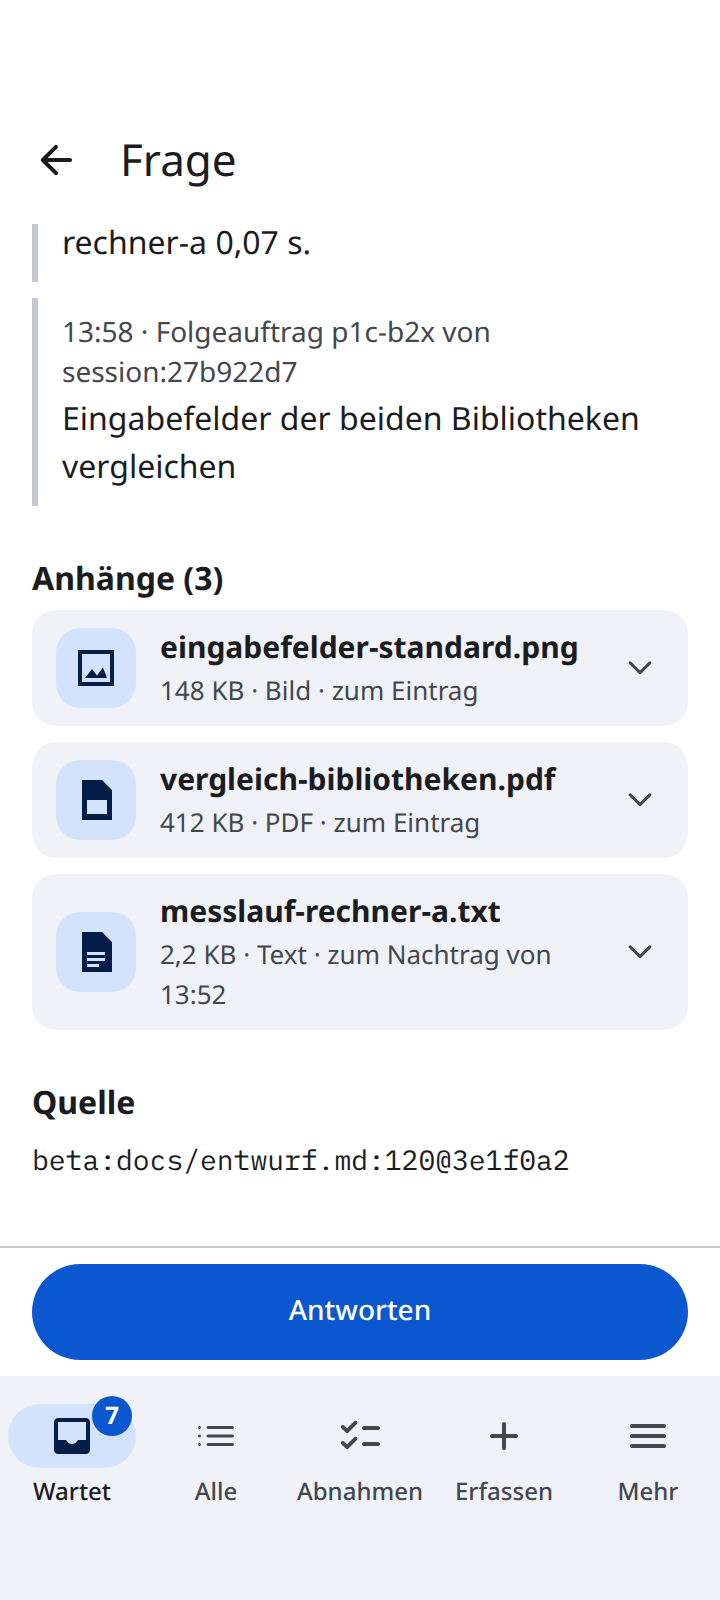 Frage
rechner-a 0,07 s.
13:58 · Folgeauftrag p1c-b2x von
session:27b922d7
Eingabefelder der beiden Bibliotheken
vergleichen
Anhänge (3)
eingabefelder-standard.png
148 KB · Bild · zum Eintrag
vergleich-bibliotheken.pdf
412 KB · PDF · zum Eintrag
messlauf-rechner-a.txt
2,2 KB · Text · zum Nachtrag von
13:52
Quelle
beta:docs/entwurf.md:120@3e1f0a2
Antworten
7
Wartet
Alle
Abnahmen
Erfassen
Mehr